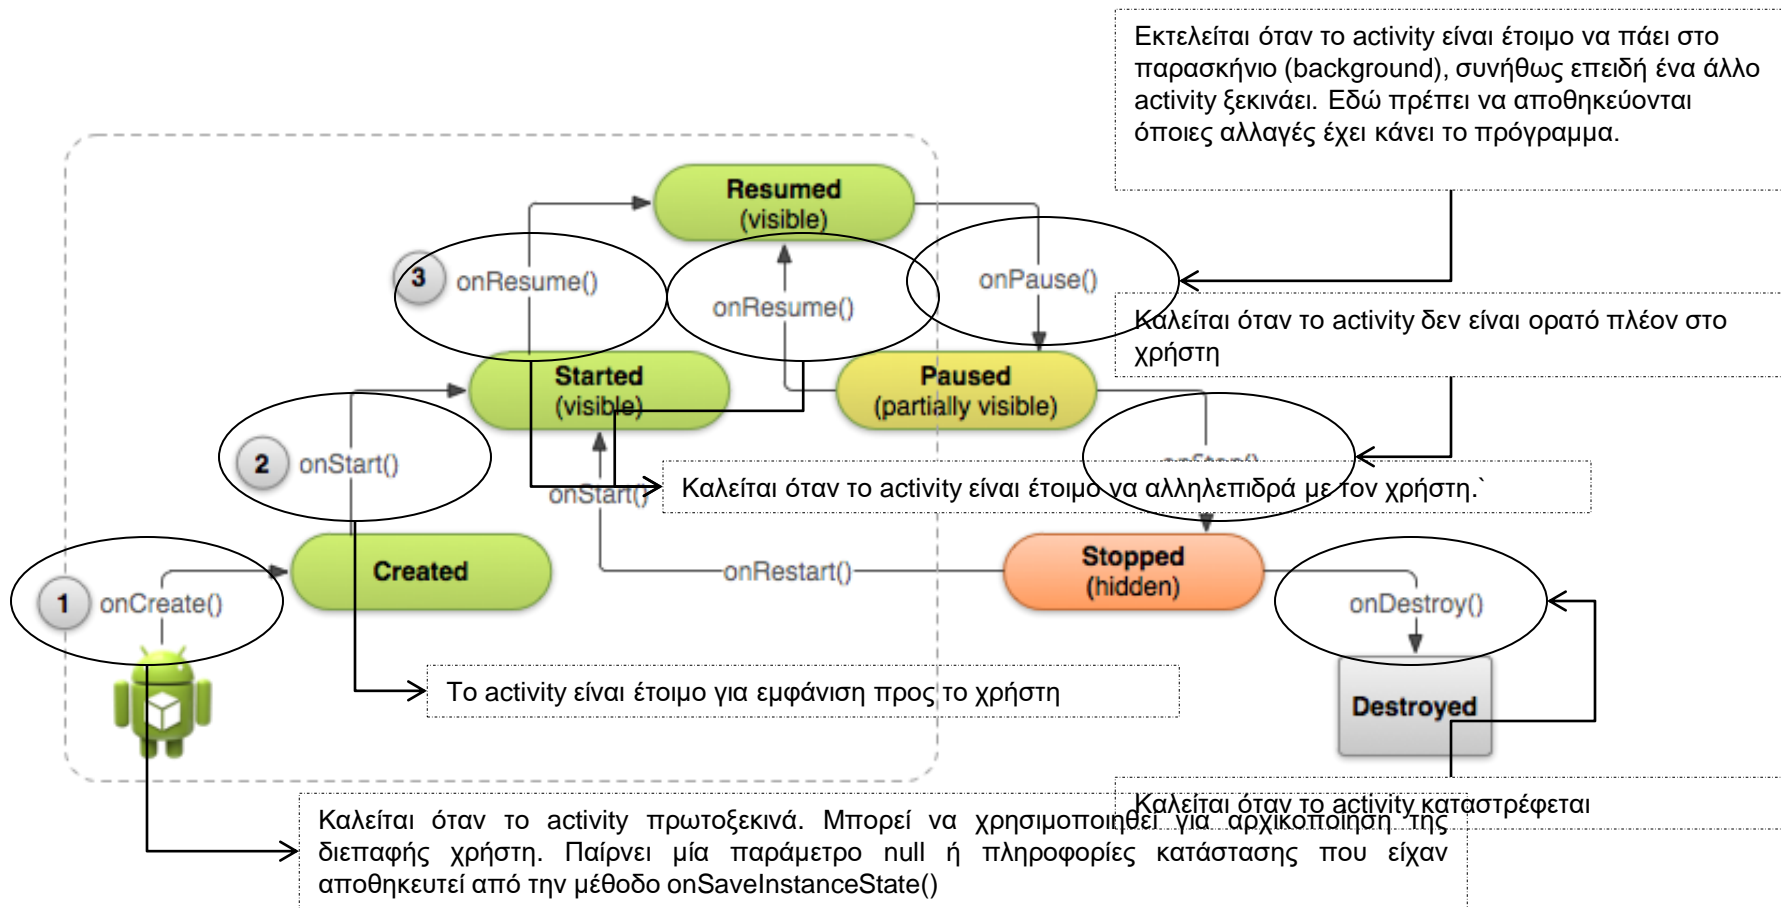 Εκτελείται όταν το activity είναι έτοιμο να πάει στο
παρασκήνιο (background), συνήθως επειδή ένα άλλο
activity ξεκινάει. Εδώ πρέπει να αποθηκεύονται
όποιες αλλαγές έχει κάνει το πρόγραμμα.
Resumed
(visible)
3
onResume()
onResume()
onPause()
Καλείται όταν το activity δεν είναι ορατό πλέον στο
χρήστη
Started
(visible)
Paused
(partially visible)
2
onStart()
onStart()
Καλείται όταν το activity είναι έτοιμο να αλληλεπιδρά με τον χρήστη.`
Created
onRestart()
Stopped
(hidden)
1
onCreate()
onDestroy()
Το activity είναι έτοιμο για εμφάνιση προς το χρήστη
Destroyed
Καλείται όταν το activity καταστρέφεται
Καλείται όταν το activity πρωτοξεκινά. Μπορεί να χρησιμοποιηθεί για αρχικοποίηση της
διεπαφής χρήστη. Παίρνει μία παράμετρο null ή πληροφορίες κατάστασης που είχαν
αποθηκευτεί από την μέθοδο onSaveInstanceState()